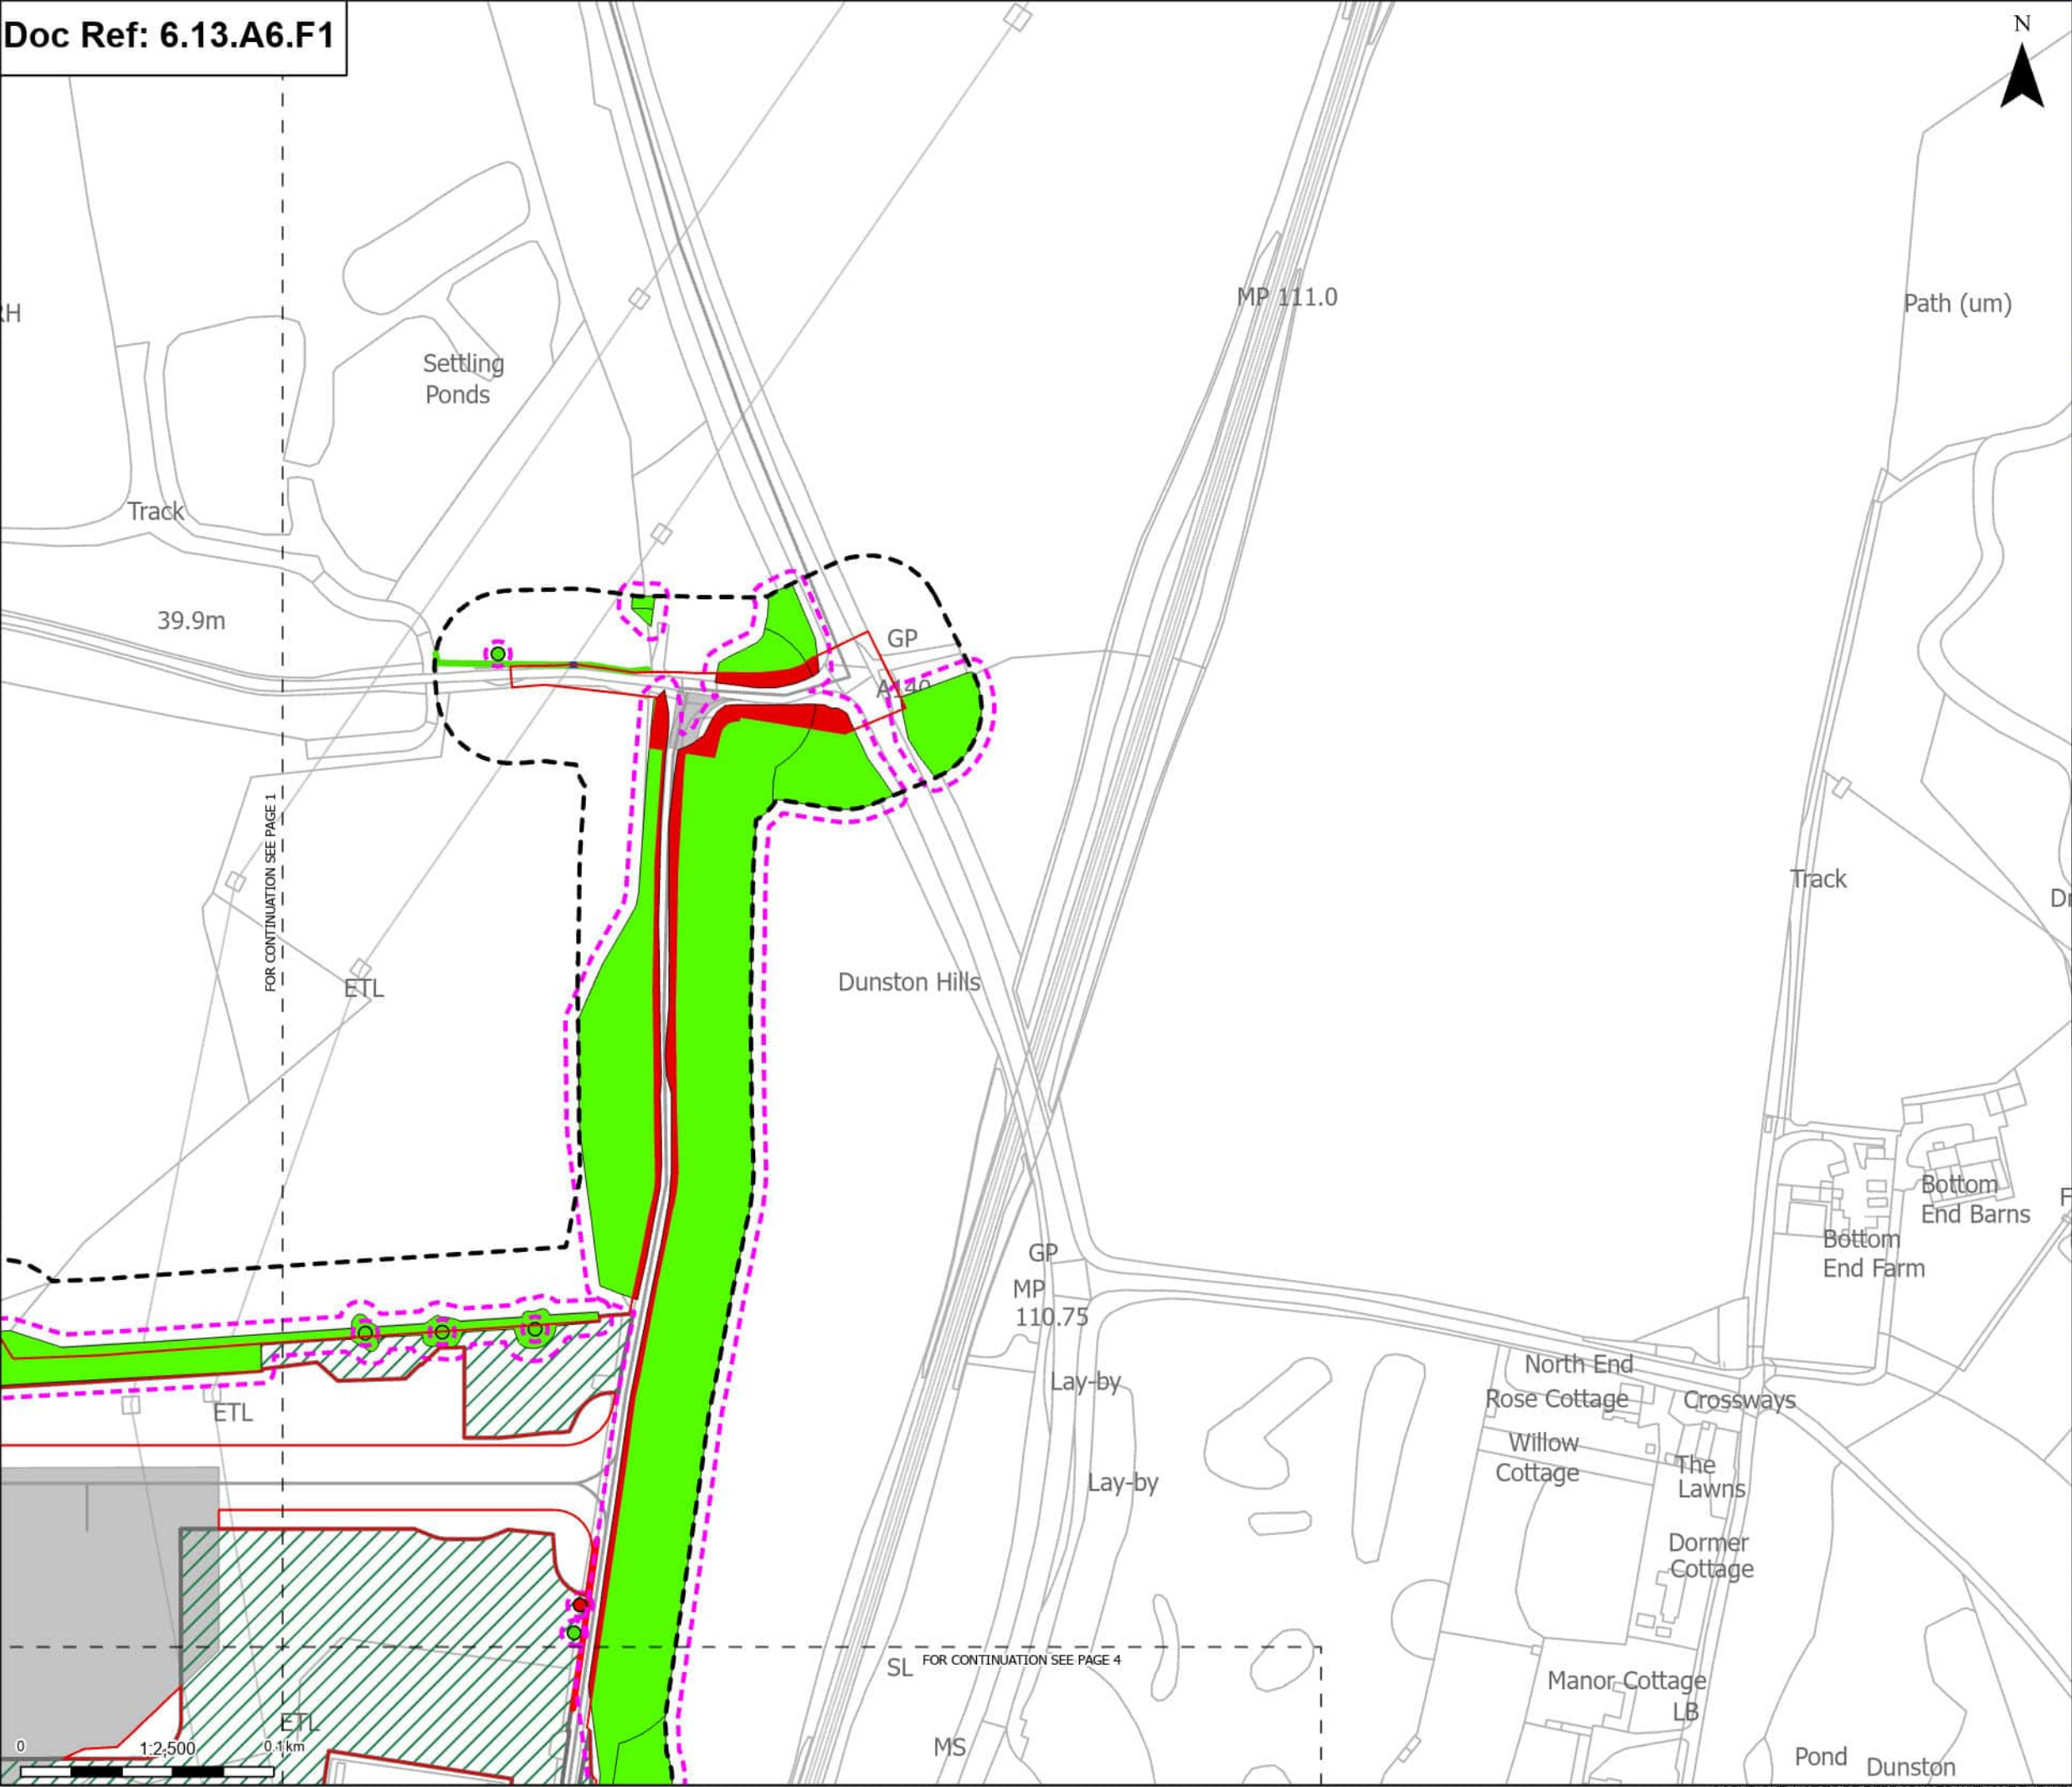 Doc Ref: 6.13.A6.F1
N
MP 111.0
Path (um)
Settling
Ponds
Track
39.9m
GP
A140
FOR CONTINUATION SEE PAGE 1
Track
Dunston Hills
ETL
Bottom
End Barns
Bottom
End Farm
GP
MP
110.75
North End
Lay-by
Rose Cottage
Crossways
ETL
Willow
Cottage
The
Lawns
Lay-by
Dormer
Cottage
FOR CONTINUATION SEE PAGE 4
SL
Manor Cottage
LB
ETL
0
1:2,500
0.1 km
MS
Pond
Dunston